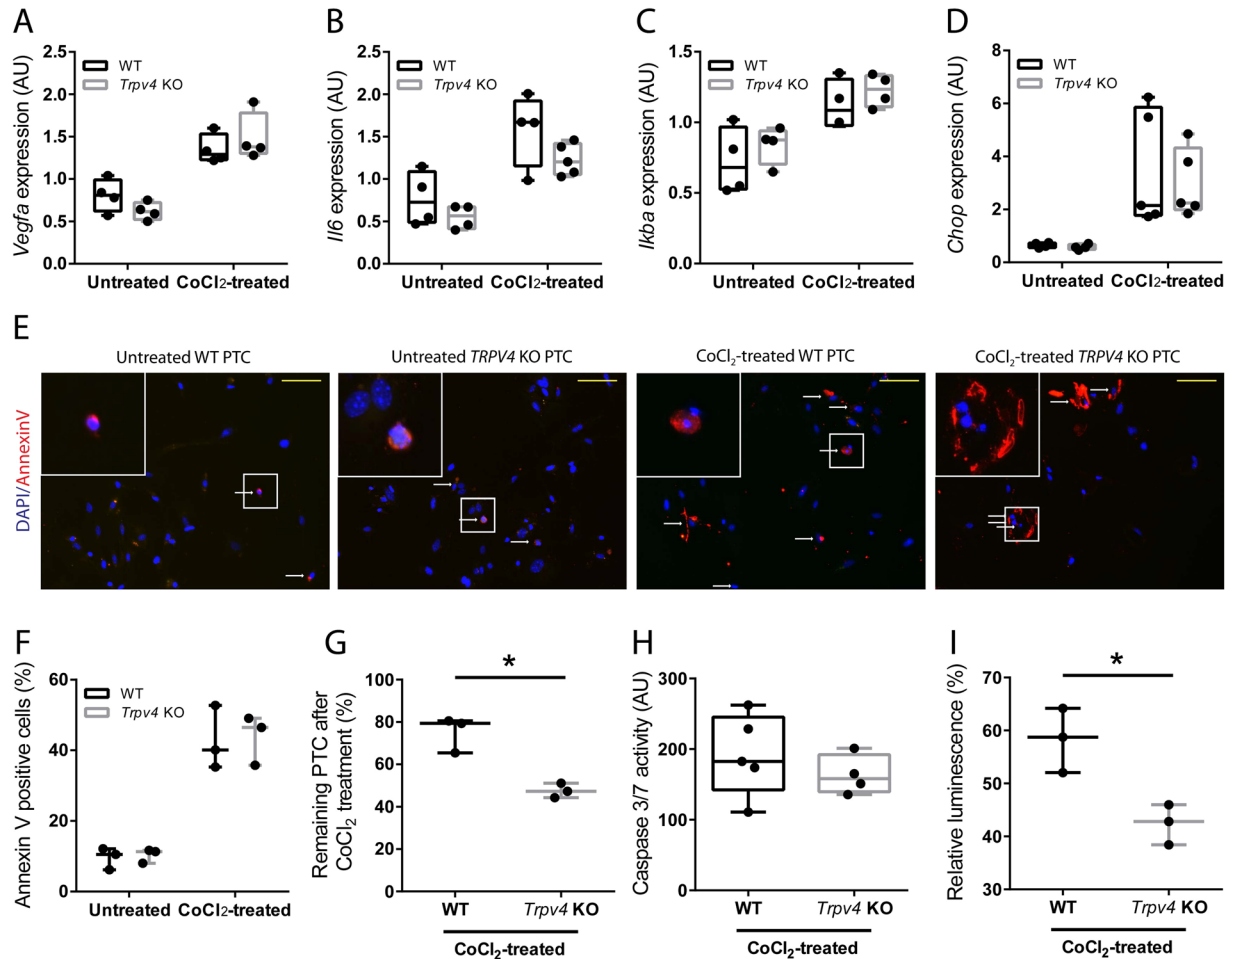 A
B
C
D
Vegfa expression (AU)
2.5
2.0
1.5
1.0
0.5
0.0
WT
Trpv4 KO
Untreated
CoCl2-treated
Il6 expression (AU)
2.5
2.0
1.5
1.0
0.5
0.0
WT
Trpv4 KO
Untreated
CoCl2-treated
Ikba expression (AU)
1.5
1.0
0.5
0.0
WT
Trpv4 KO
Untreated
CoCl2-treated
Chop expression (AU)
8
6
4
2
0
WT
Trpv4 KO
Untreated
CoCl2-treated
E
Untreated WT PTC
Untreated TRPV4 KO PTC
CoCl2-treated WT PTC
CoCl2-treated TRPV4 KO PTC
DAPI/AnnexinV
F
Annexin V positive cells (%)
60
40
20
0
WT
Trpv4 KO
Untreated
CoCl2-treated
G
Remaining PTC after
CoCl2 treatment (%)
100
80
60
40
20
0
*
WT
Trpv4 KO
CoCl2-treated
H
Caspase 3/7 activity (AU)
300
200
100
0
WT
Trpv4 KO
CoCl2-treated
I
Relative luminescence (%)
70
60
50
40
30
*
WT
Trpv4 KO
CoCl2-treated